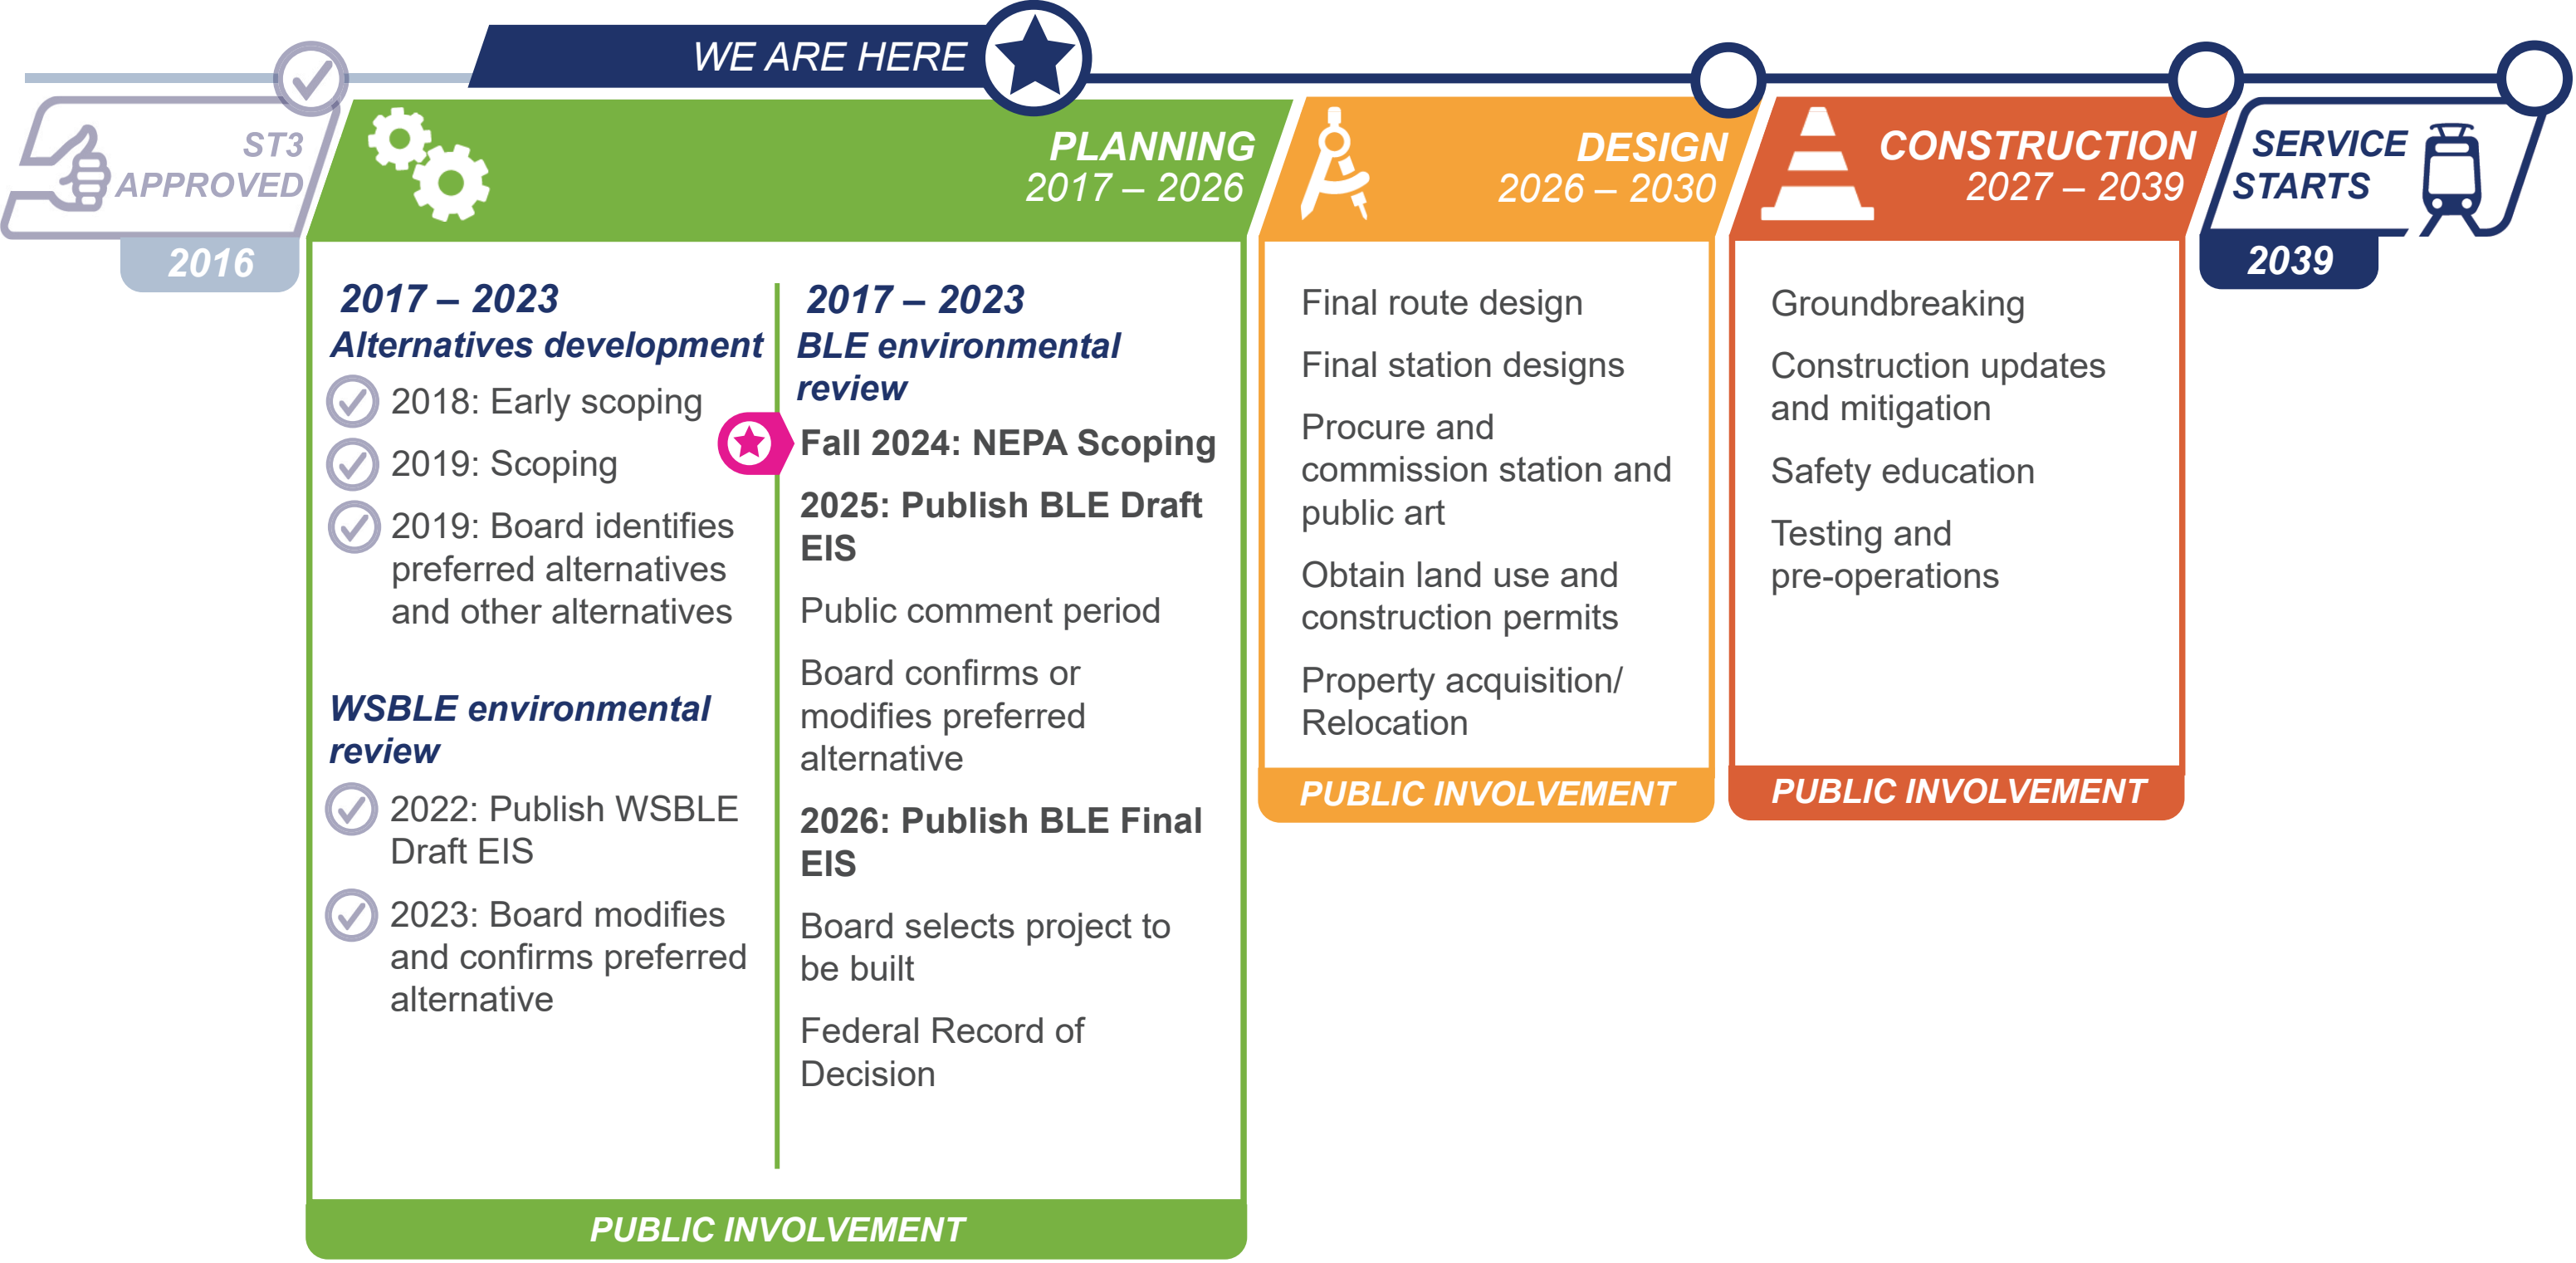 WE ARE HERE
ST3
APPROVED
2016
PLANNING
2017 – 2026
2017 – 2023
Alternatives development
2018: Early scoping
2019: Scoping
2019: Board identifies
preferred alternatives
and other alternatives
WSBLE environmental
review
2022: Publish WSBLE
Draft EIS
2023: Board modifies
and confirms preferred
alternative
2017 – 2023
BLE environmental
review
Fall 2024: NEPA Scoping
2025: Publish BLE Draft
EIS
Public comment period
Board confirms or
modifies preferred
alternative
2026: Publish BLE Final
EIS
Board selects project to
be built
Federal Record of
Decision
PUBLIC INVOLVEMENT
DESIGN
2026 – 2030
Final route design
Final station designs
Procure and
commission station and
public art
Obtain land use and
construction permits
Property acquisition/
Relocation
PUBLIC INVOLVEMENT
CONSTRUCTION
2027 – 2039
Groundbreaking
Construction updates
and mitigation
Safety education
Testing and
pre-operations
PUBLIC INVOLVEMENT
SERVICE
STARTS
2039